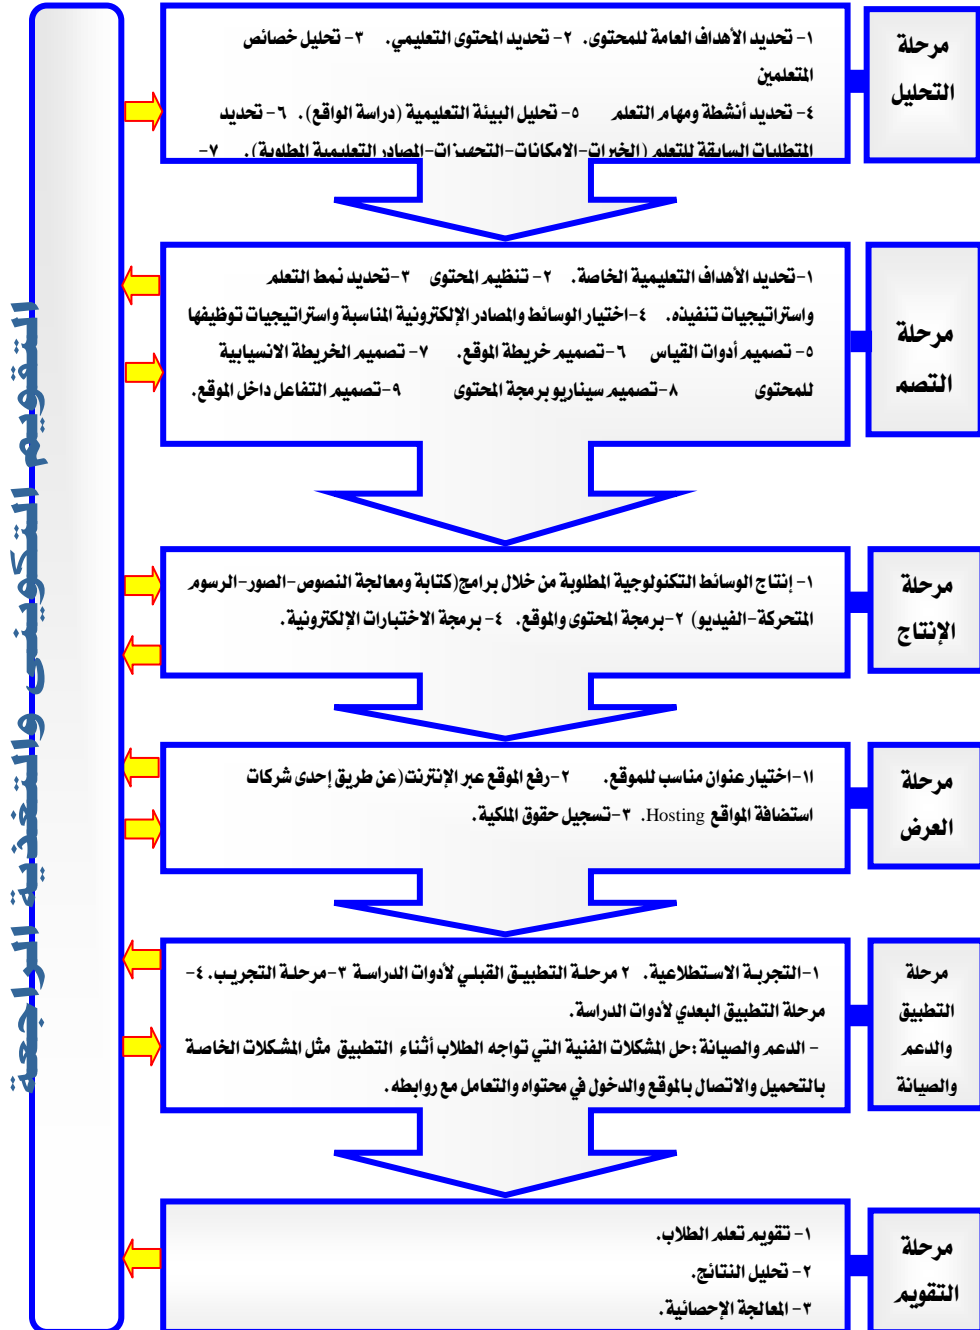 مرحلة
التحليل
١- تحديد الأهداف العامة للمحتوى. ٢- تحديد المحتوى التعليمي. ٣- تحليل خصائص
المتعلمين
٤- تحديد أنشطة ومهام التعلم ٥- تحليل البيئة التعليمية (دراسة الواقع). ٦- تحديد
المتطلبات السابقة للتعلم (الخبرات-الامكانات-التجهيزات-المصادر التعليمية المطلوبة). ٧-
مرحلة
التصم
١-تحديد الأهداف التعليمية الخاصة. ٢- تنظيم المحتوى ٣-تحديد نمط التعلم
واستراتيجيات تنفيذه. ٤-اختيار الوسائط والمصادر الإلكترونية المناسبة واستراتيجيات توظيفها
٥- تصميم أدوات القياس ٦-تصميم خريطة الموقع. ٧- تصميم الخريطة الانسيابية
للمحتوى ٨-تصميم سيناريو برمجة المحتوى ٩-تصميم التفاعل داخل الموقع.
مرحلة
الإنتاج
١- إنتاج الوسائط التكنولوجية المطلوبة من خلال برامج(كتابة ومعالجة النصوص-الصور-الرسوم
المتحركة-الفيديو) ٢-برمجة المحتوى والموقع. ٤- برمجة الاختبارات الإلكترونية.
مرحلة
العرض
١١-اختيار عنوان مناسب للموقع. ٢-رفع الموقع عبر الإنترنت(عن طريق إحدى شركات
استضافة المواقع Hosting. ٣-تسجيل حقوق الملكية.
مرحلة
التطبيق
والدعم
والصيانة
١-التجربة الاستطلاعية. ٢ مرحلة التطبيق القبلي لأدوات الدراسة ٣-مرحلة التجريب. ٤-
مرحلة التطبيق البعدي لأدوات الدراسة.
- الدعم والصيانة :حل المشكلات الفنية التي تواجه الطلاب أثناء التطبيق مثل المشكلات الخاصة
بالتحميل والاتصال بالموقع والدخول في محتواه والتعامل مع روابطه.
مرحلة
التقويم
١- تقويم تعلم الطلاب.
٢- تحليل النتائج.
٣- المعالجة الإحصائية.
التقويم التكويني والتغذية الراجعة